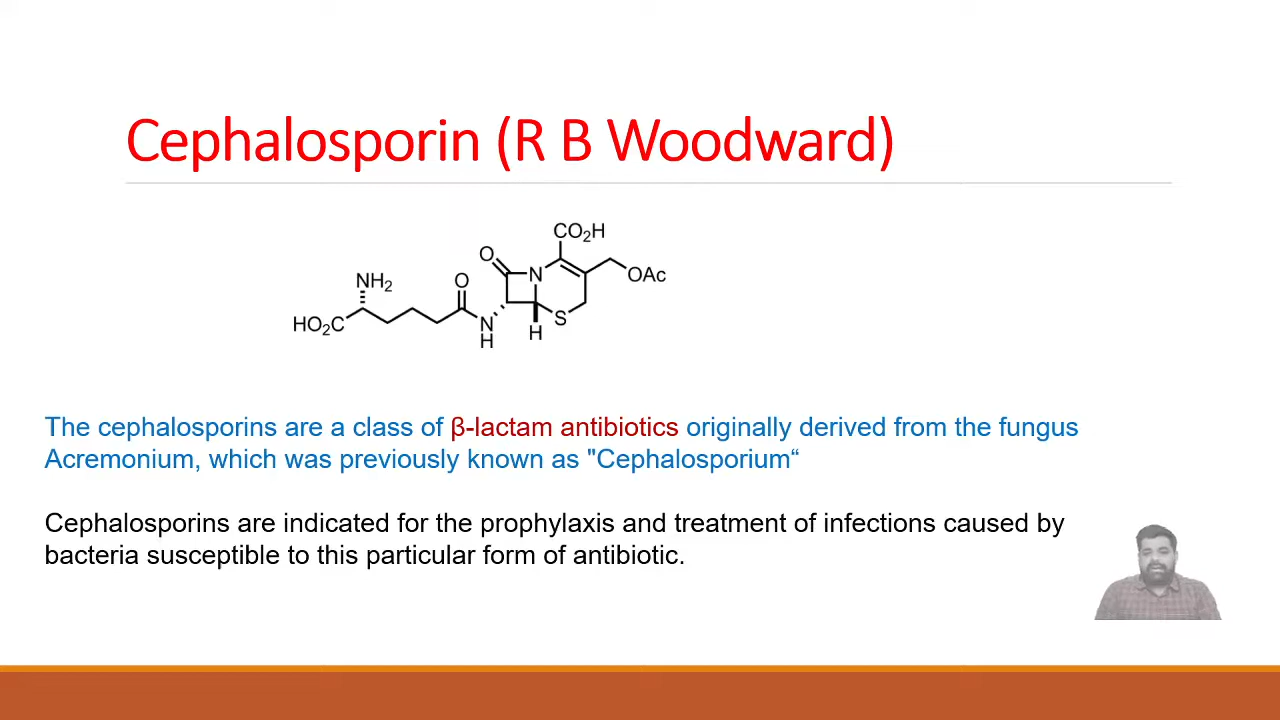 Cephalosporin (R B Woodward)
CO2H
O
N
OAc
NH2
O
HO2C
N
H
S
H
The cephalosporins are a class of β-lactam antibiotics originally derived from the fungus
Acremonium, which was previously known as "Cephalosporium“
Cephalosporins are indicated for the prophylaxis and treatment of infections caused by
bacteria susceptible to this particular form of antibiotic.